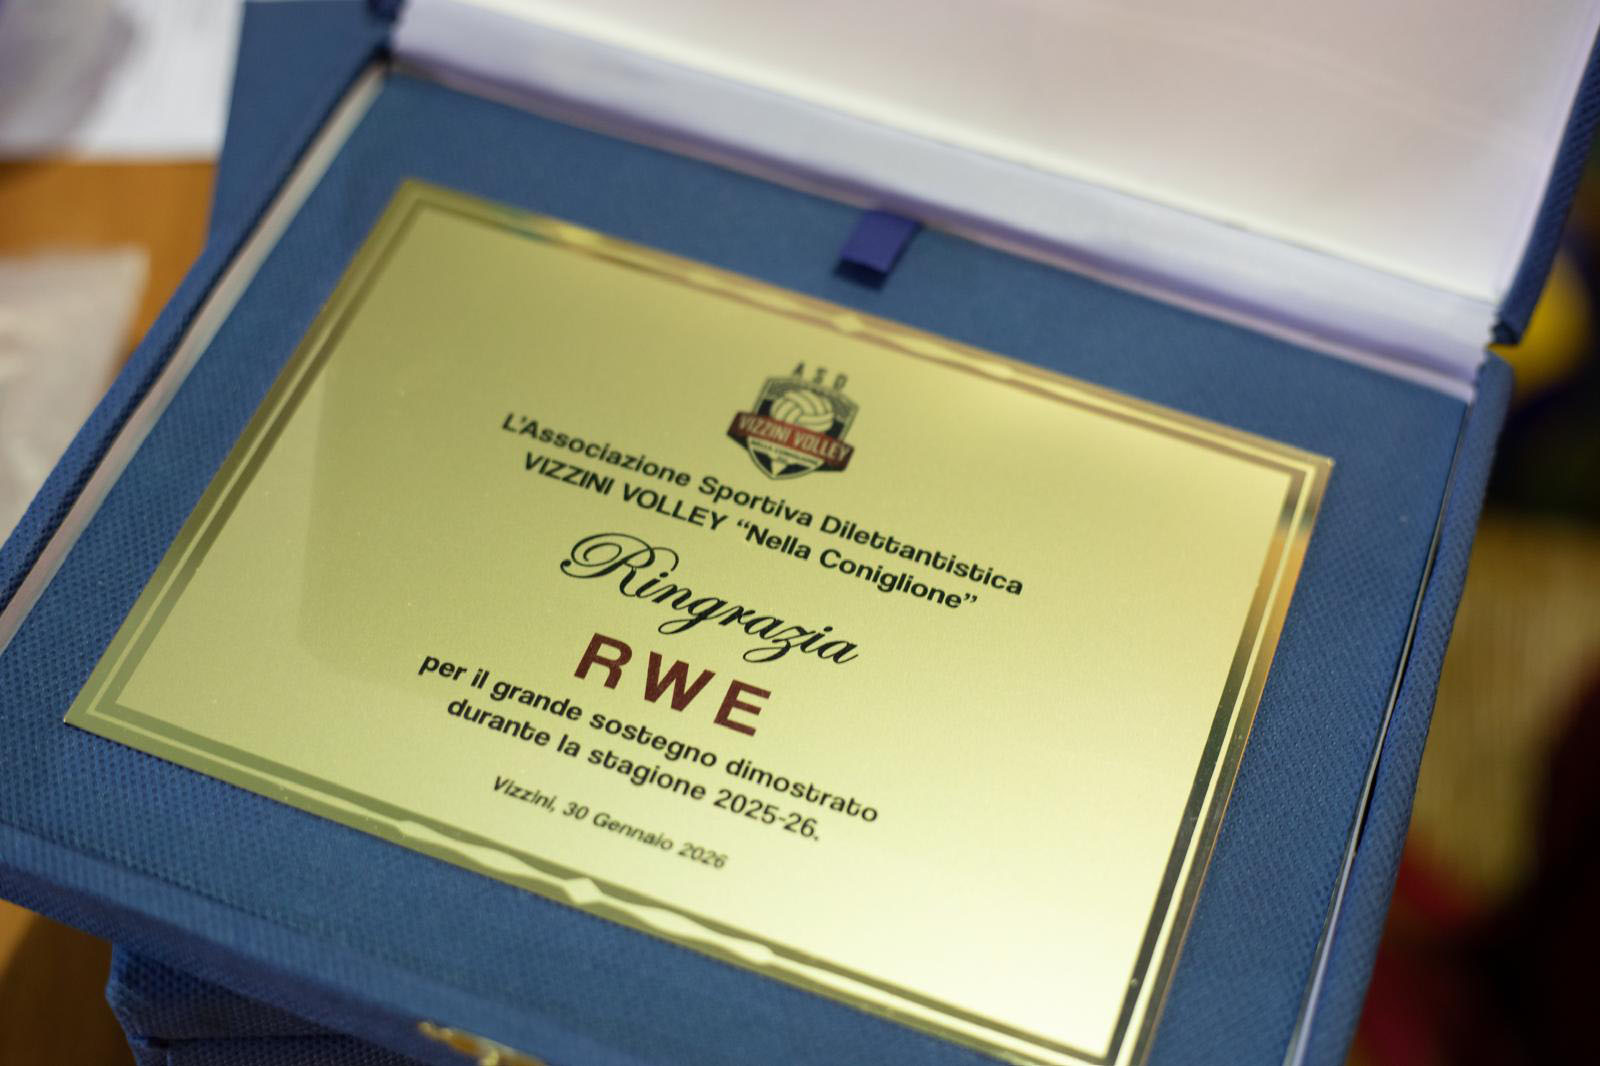 ASD
VIZZINI VOLLEY
L'Associazione Sportiva Dilettantistica
VIZZINI VOLLEY “Nella Coniglione”
Ringrazia
RWE
per il grande sostegno dimostrato
durante la stagione 2025-26.
Vizzini, 30 Gennaio 2026